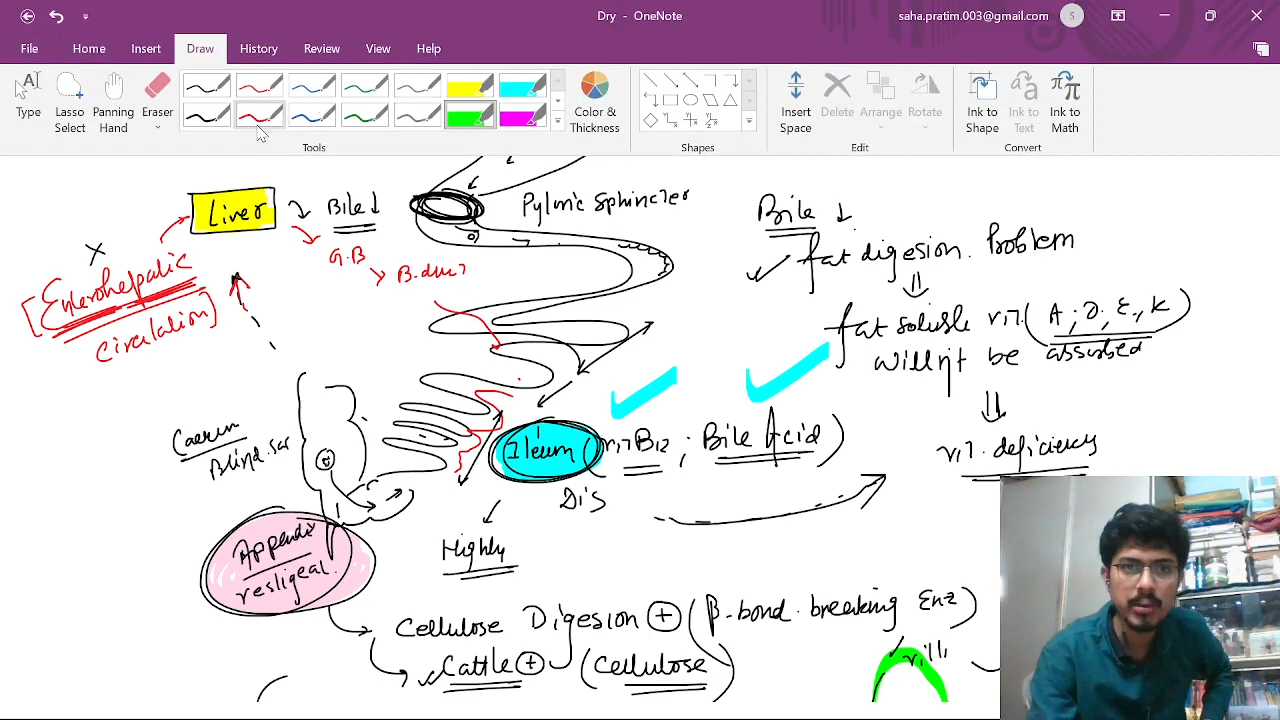 Dry - OneNote
saha.pratim.003@gmail.com
S
File Home Insert Draw History Review View Help
Type
Lasso Select
Panning Hand
Eraser
Color & Thickness
Insert Space
Delete
Arrange
Rotate
Ink to Shape
Ink to Text
Ink to Math
Tools
Shapes
Edit
Convert
Liver
Bile↓
G.B
B.duct
Pyloric Sphincter
X
[Enterohepatic
circulation]
Bile ↓
fat digesion. Problem
fat soluble vit. (A; D; E, K)
will n't be absorbed
vit. deficiency
Caecum
Blind. sac
Ileum (vit B12 ; Bile Acid)
Dis
Highly
Appendix
vestigeal
Cellulose Digesion + (β-bond. breaking Enz)
Cattle + (Cellulose)
villi